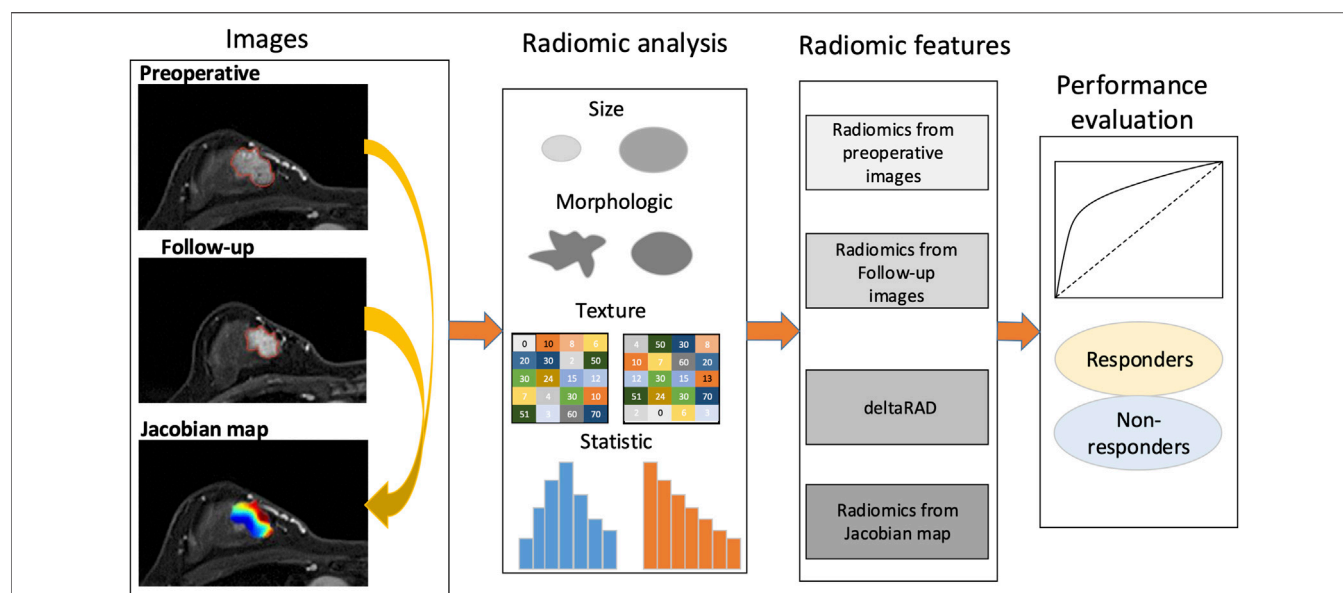 Images
Preoperative
Follow-up
Jacobian map
Radiomic analysis
Size
Morphologic
Texture
0 10 8 6
20 30 2 50
30 24 15 12
7 4 30 10
51 3 60 70
4 50 30 8
10 7 60 20
12 30 15 13
51 24 30 70
2 0 6 3
Statistic
Radiomic features
Radiomics from
preoperative
images
Radiomics from
Follow-up
images
deltaRAD
Radiomics from
Jacobian map
Performance
evaluation
Responders
Non-
responders